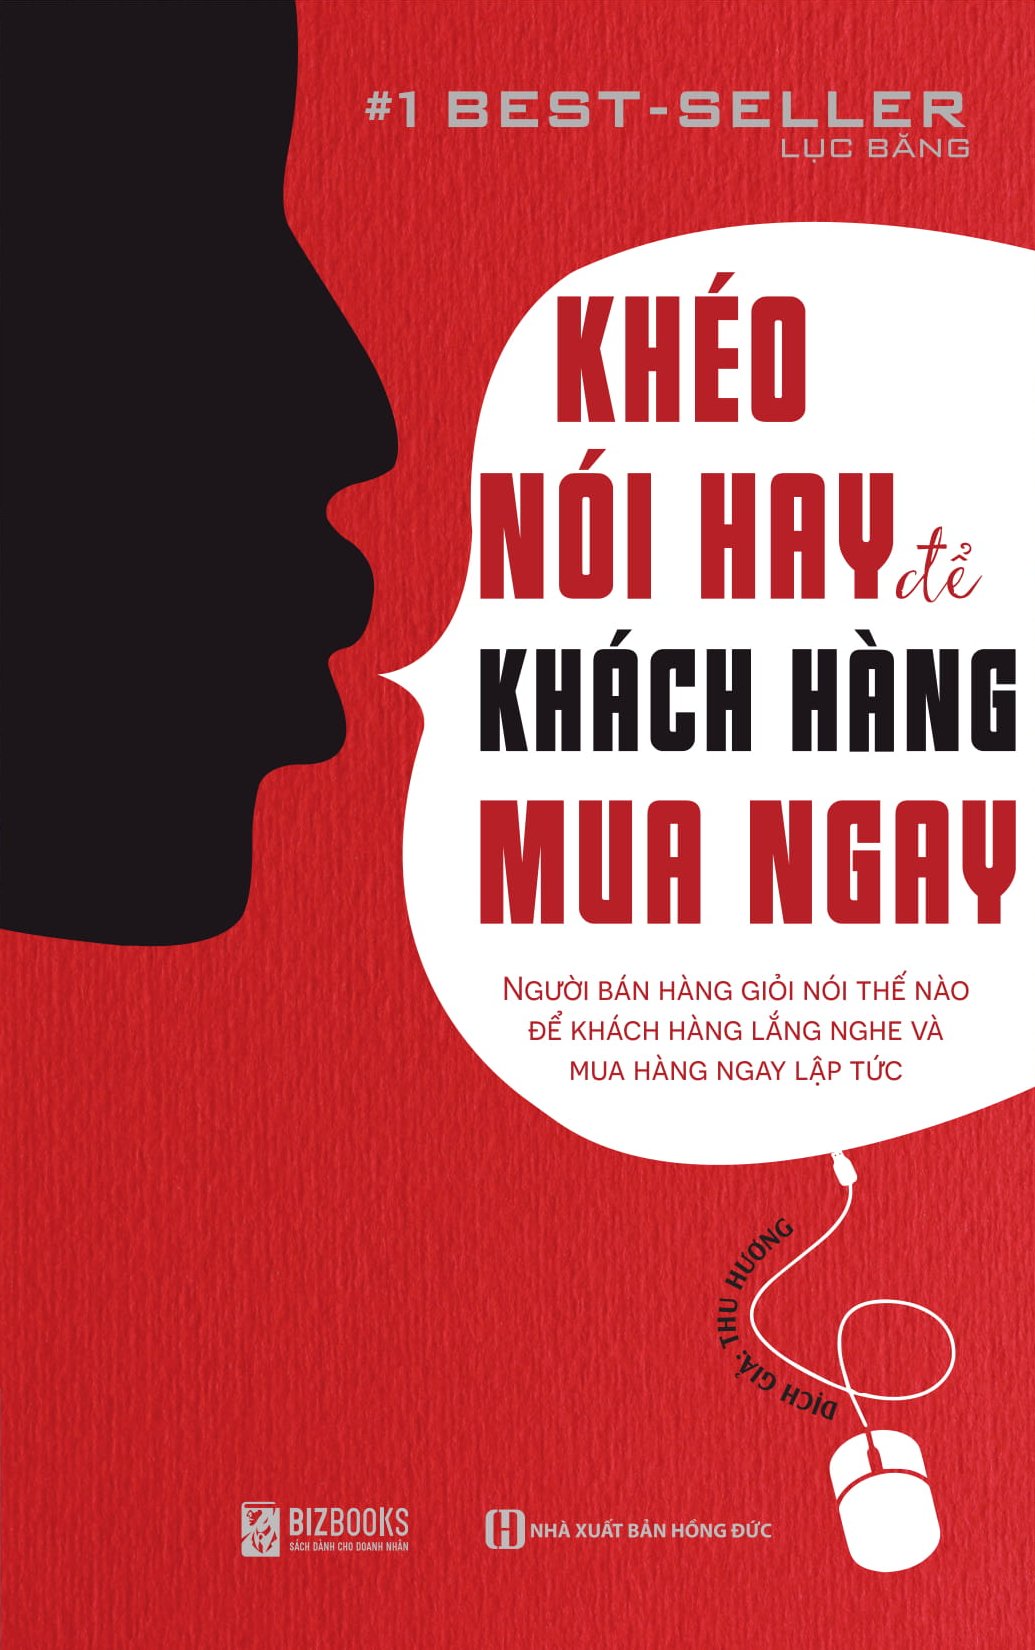 #1 BEST-SELLER
LỤC BĂNG
KHÉO
NÓI HAY để
KHÁCH HÀNG
MUA NGAY
NGƯỜI BÁN HÀNG GIỎI NÓI THẾ NÀO
ĐỂ KHÁCH HÀNG LẮNG NGHE VÀ
MUA HÀNG NGAY LẬP TỨC
DỊCH GIẢ: THU HƯƠNG
BIZBOOKS
SÁCH DÀNH CHO DOANH NHÂN
NHÀ XUẤT BẢN HỒNG ĐỨC